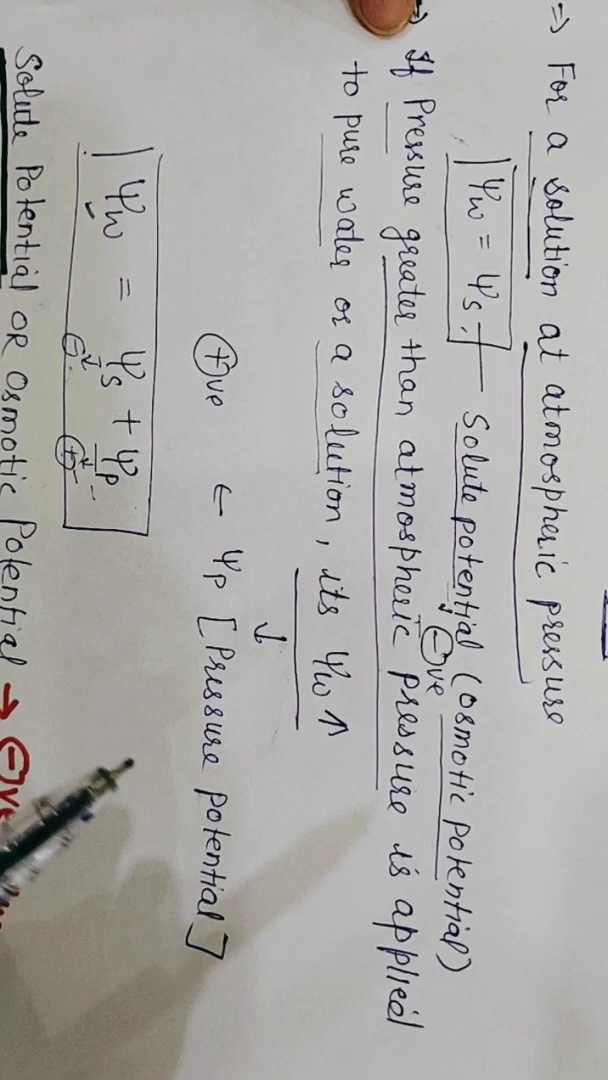 => For a solution at atmospheric pressure
Ψw = Ψs - Solute potential (osmotic potential)
⊖ve
=> If Pressure greater than atmospheric pressure is applied
to pure water or a solution, its Ψw ↑
↓
⊕ve ← Ψp [Pressure potential]
Ψw = Ψs + Ψp
⊖ ⊕
Solute Potential OR Osmotic Potential → ⊖ve